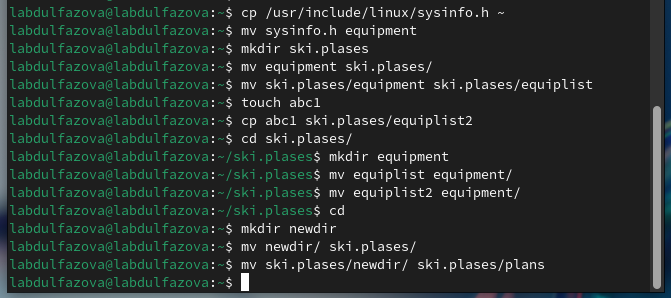 labdulfazova@labdulfazova:~$ cp /usr/include/linux/sysinfo.h ~
labdulfazova@labdulfazova:~$ mv sysinfo.h equipment
labdulfazova@labdulfazova:~$ mkdir ski.plases
labdulfazova@labdulfazova:~$ mv equipment ski.plases/
labdulfazova@labdulfazova:~$ mv ski.plases/equipment ski.plases/equiplist
labdulfazova@labdulfazova:~$ touch abc1
labdulfazova@labdulfazova:~$ cp abc1 ski.plases/equiplist2
labdulfazova@labdulfazova:~$ cd ski.plases/
labdulfazova@labdulfazova:~/ski.plases$ mkdir equipment
labdulfazova@labdulfazova:~/ski.plases$ mv equiplist equipment/
labdulfazova@labdulfazova:~/ski.plases$ mv equiplist2 equipment/
labdulfazova@labdulfazova:~/ski.plases$ cd
labdulfazova@labdulfazova:~$ mkdir newdir
labdulfazova@labdulfazova:~$ mv newdir/ ski.plases/
labdulfazova@labdulfazova:~$ mv ski.plases/newdir/ ski.plases/plans
labdulfazova@labdulfazova:~$